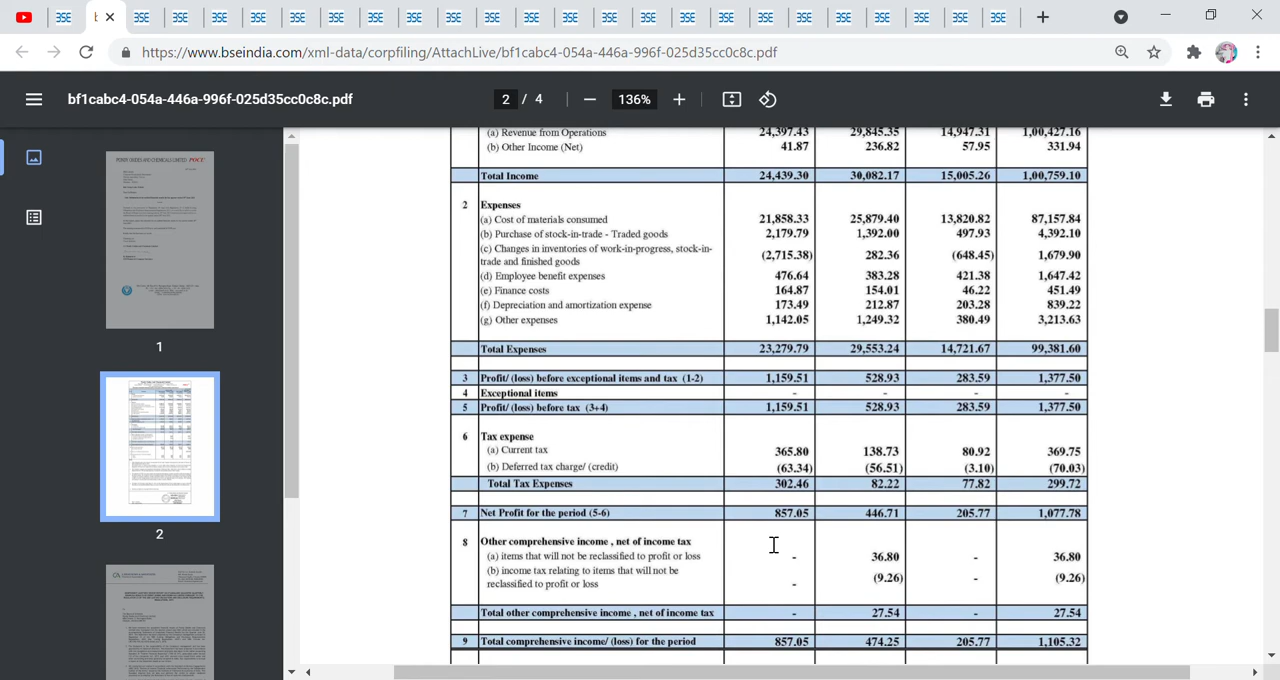 https://www.bseindia.com/xml-data/corpfiling/AttachLive/bf1cabc4-054a-446a-996f-025d35cc0c8c.pdf
bf1cabc4-054a-446a-996f-025d35cc0c8c.pdf 2 / 4 136%
(a) Revenue from Operations 24,397.43 29,845.35 14,947.31 1,00,427.16
(b) Other Income (Net) 41.87 236.82 57.95 331.94
Total Income 24,439.30 30,082.17 15,005.26 1,00,759.10
2 Expenses
(a) Cost of materials consumed 21,858.33 25,879.40 13,820.82 87,157.84
(b) Purchase of stock-in-trade - Traded goods 2,179.79 1,392.00 497.93 4,392.10
(c) Changes in inventories of work-in-progress, stock-in-
trade and finished goods (2,715.38) 282.36 (648.45) 1,679.90
(d) Employee benefit expenses 476.64 383.28 421.38 1,647.42
(e) Finance costs 164.87 154.01 46.22 451.49
(f) Depreciation and amortization expense 173.49 212.87 203.28 839.22
(g) Other expenses 1,142.05 1,249.32 380.49 3,213.63
Total Expenses 23,279.79 29,553.24 14,721.67 99,381.60
3 Profit/ (loss) before exceptional items and tax (1-2) 1,159.51 528.93 283.59 1,377.50
4 Exceptional items - - - -
5 Profit/ (loss) before tax (3+4) 1,159.51 528.93 283.59 1,377.50
6 Tax expense
(a) Current tax 365.80 138.73 80.92 369.75
(b) Deferred tax charge/ (credit) (63.34) (56.51) (3.10) (70.03)
Total Tax Expenses 302.46 82.22 77.82 299.72
7 Net Profit for the period (5-6) 857.05 446.71 205.77 1,077.78
8 Other comprehensive income , net of income tax
(a) items that will not be reclassified to profit or loss - 36.80 - 36.80
(b) income tax relating to items that will not be
reclassified to profit or loss - (9.26) - (9.26)
Total other comprehensive income , net of income tax - 27.54 - 27.54
9 Total comprehensive income/ (loss) for the period 857.05 474.25 205.77 1,105.32
1
2